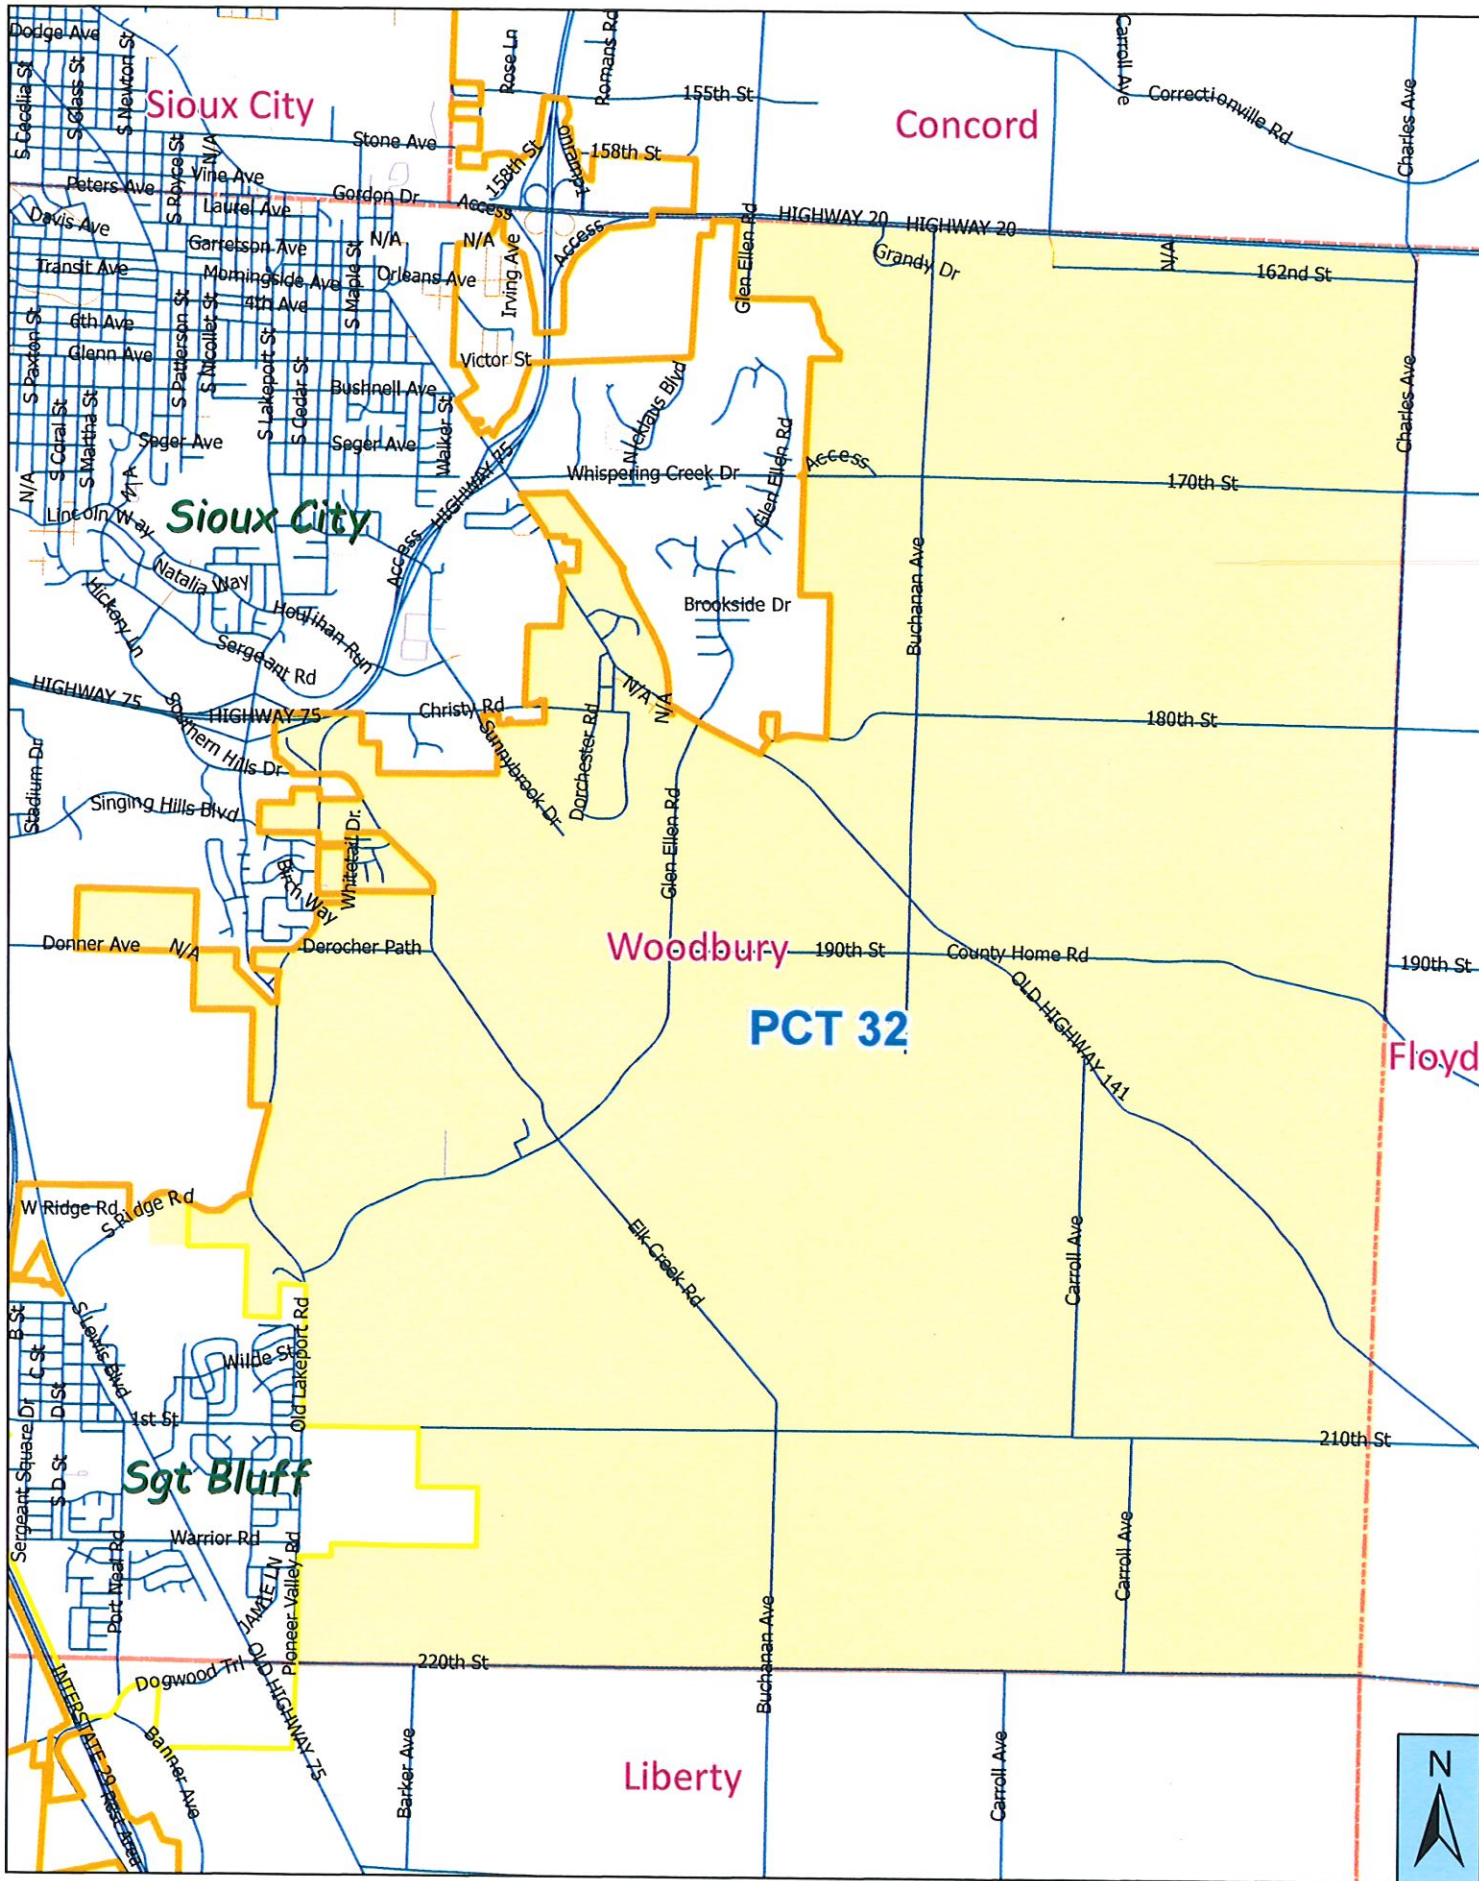 Dodge Ave
S Cecelia St
S Glass St
S Newton St
Sioux City
Rose Ln
Romans Rd
155th St
Carroll Ave
Correctionville Rd
Charles Ave
Concord
Stone Ave
158th St
onramp1
158th St
S Royce St
N/A
Vine Ave
Peters Ave
Gordon Dr
Access
Laurel Ave
Davis Ave
HIGHWAY 20
HIGHWAY 20
Garretson Ave
N/A
N/A
Access
Irving Ave
Glen Ellen Rd
Grandy Dr
N/A
162nd St
Transit Ave
Morningside Ave
Orleans Ave
S Maple St
4th Ave
6th Ave
S Paxton St
S Patterson St
S Nicollet St
S Lakeport St
Glenn Ave
Victor St
S Cedar St
Bushnell Ave
Nicklaus Blvd
Charles Ave
S Coral St
S Martha St
Seger Ave
Seger Ave
Walker St
Glen Ellen Rd
Access
N/A
N/A
HIGHWAY 75
Whispering Creek Dr
170th St
Lincoln Way
Sioux City
Access
Natalia Way
Hickory Ln
Houlihan Run
Brookside Dr
Buchanan Ave
Sergeant Rd
HIGHWAY 75
HIGHWAY 75
Southern Hills Dr
Christy Rd
N/A
N/A
180th St
Sunnybrook Dr
Dorchester Rd
Stadium Dr
Singing Hills Blvd
Whitetail Dr.
Birch Way
Glen Ellen Rd
Donner Ave
N/A
Derocher Path
Woodbury
190th St
County Home Rd
190th St
OLD HIGHWAY 141
PCT 32
Floyd
W Ridge Rd
S Ridge Rd
Elk Creek Rd
Carroll Ave
B St
C St
D St
S Lewis Blvd
Wilde St
Old Lakeport Rd
1st St
210th St
Sergeant Square Dr
S D St
Sgt Bluff
Warrior Rd
Port Neal Rd
JAMIE LN
Pioneer Valley Rd
Carroll Ave
Buchanan Ave
220th St
Dogwood Trl
OLD HIGHWAY 75
INTERSTATE 29
Rest Area
Banner Ave
Barker Ave
Liberty
Carroll Ave
N